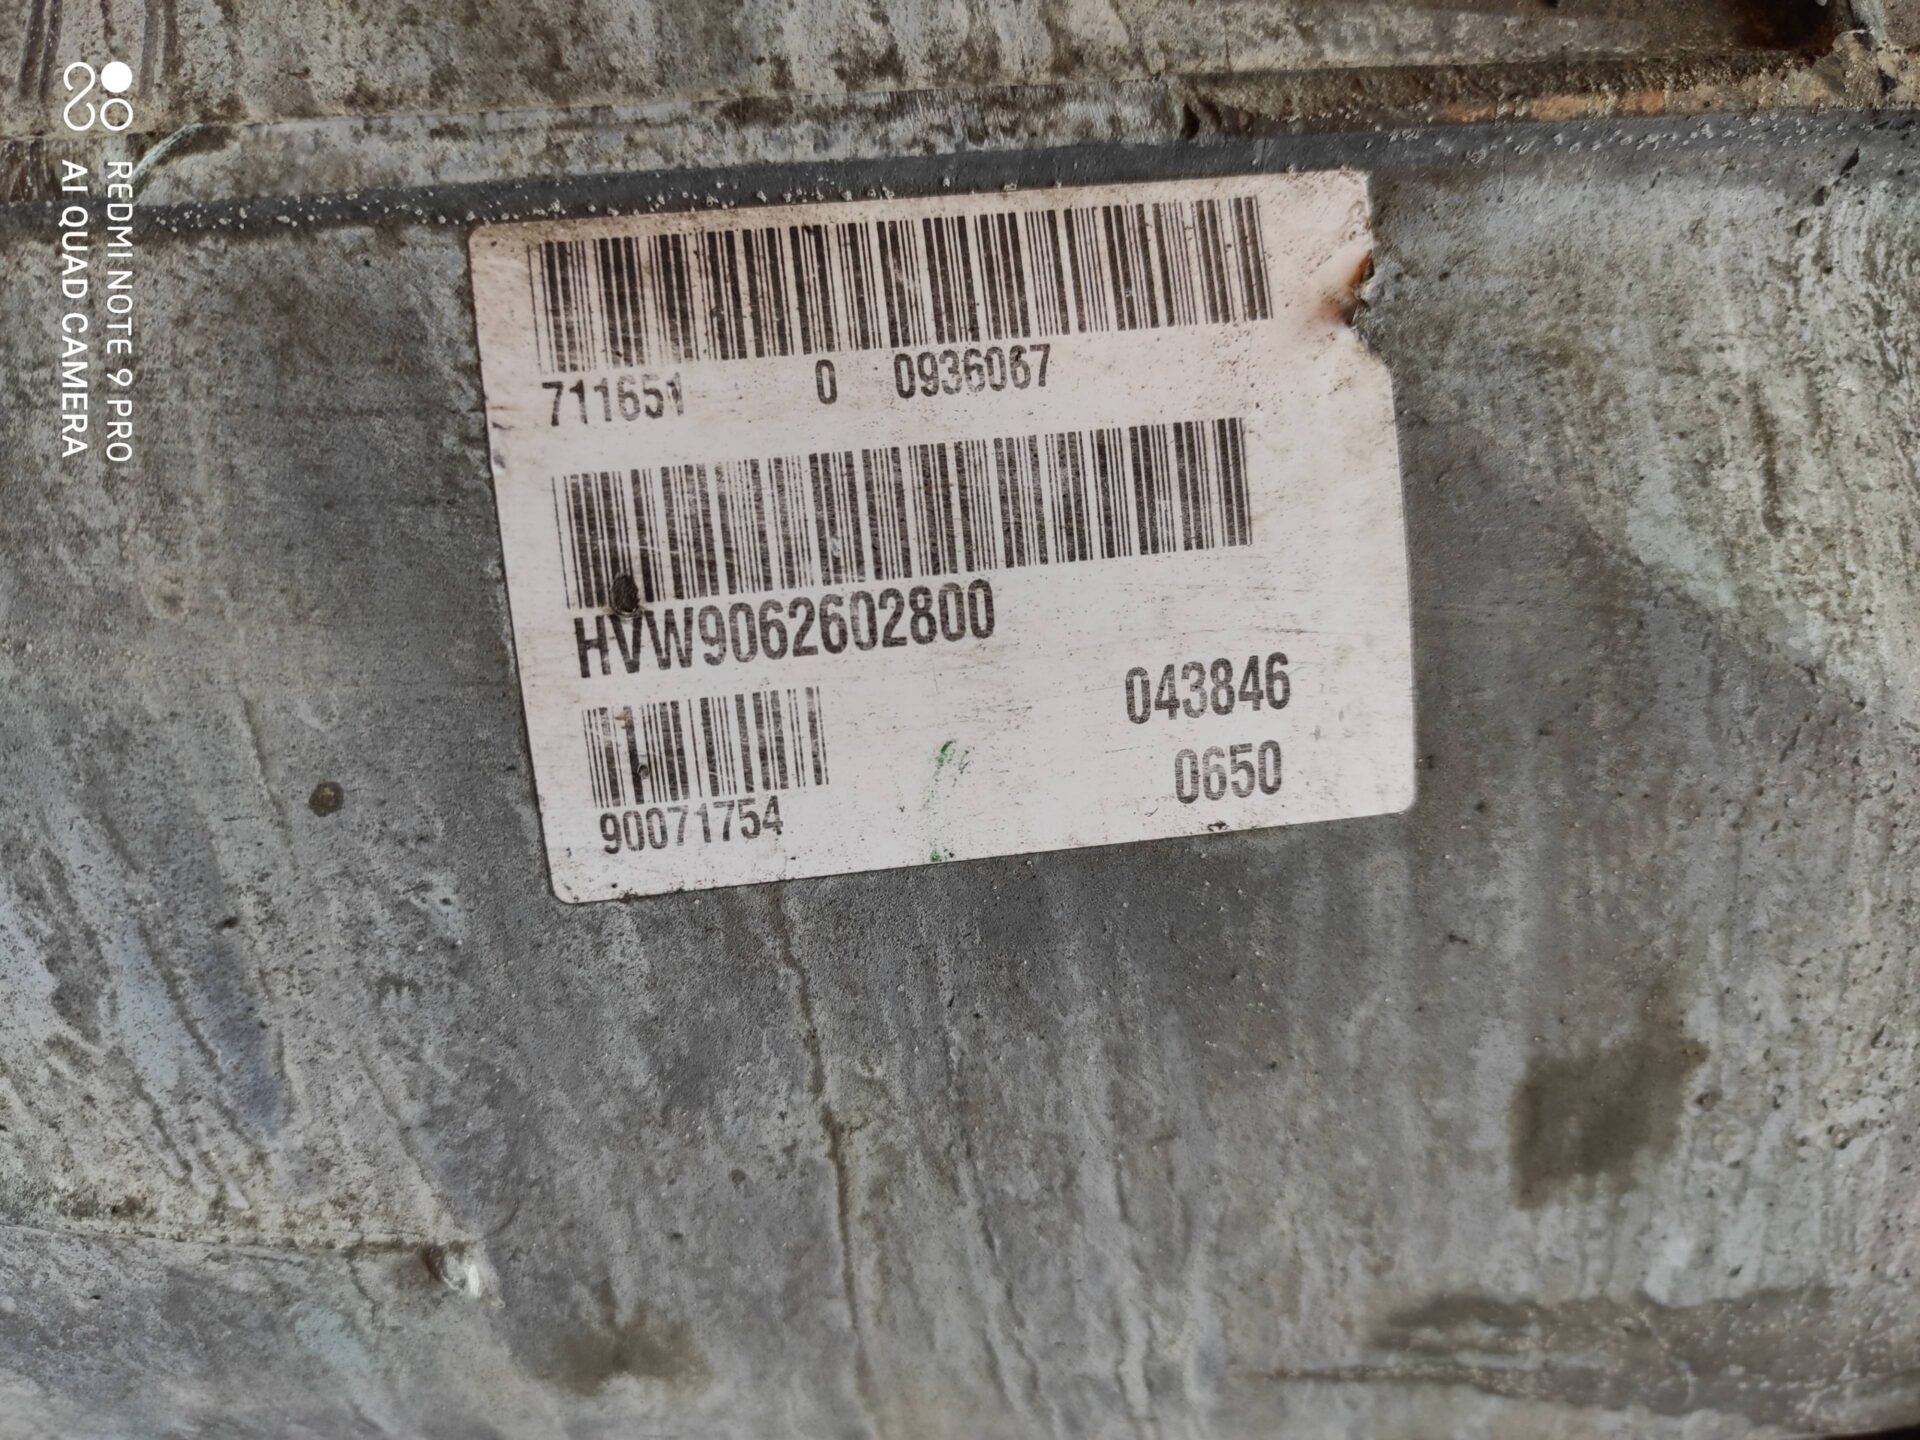 711651 0 0936067
HVW9062602800
043846
0650
90071754
REDMI NOTE 9 PRO
AI QUAD CAMERA